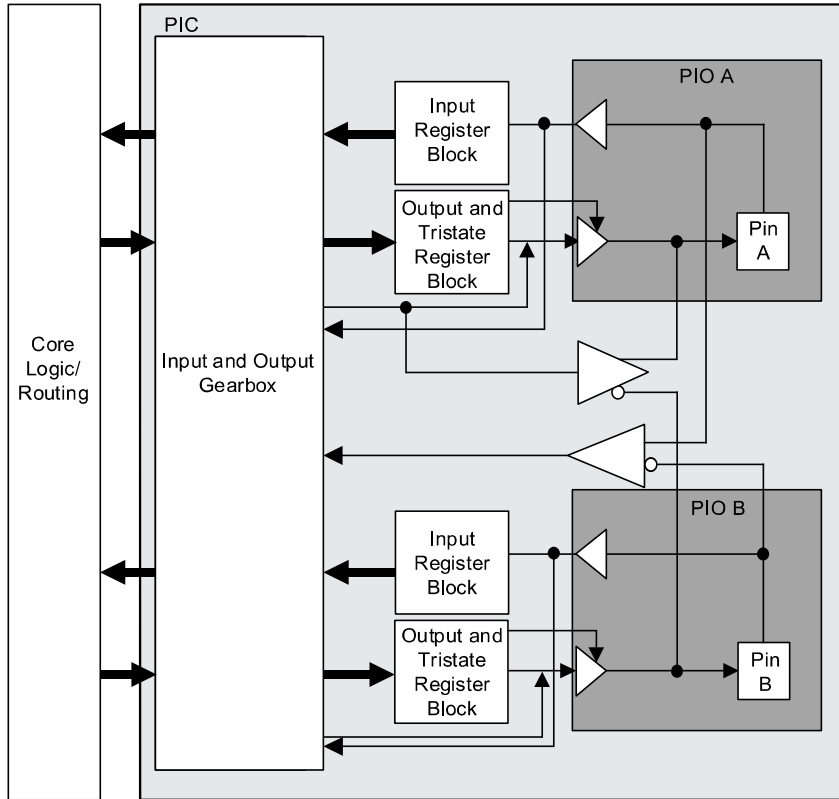 PIC
PIO A
Input
Register
Block
Output and
Tristate
Register
Block
Pin
A
Core
Logic/
Routing
Input and Output
Gearbox
PIO B
Input
Register
Block
Output and
Tristate
Register
Block
Pin
B